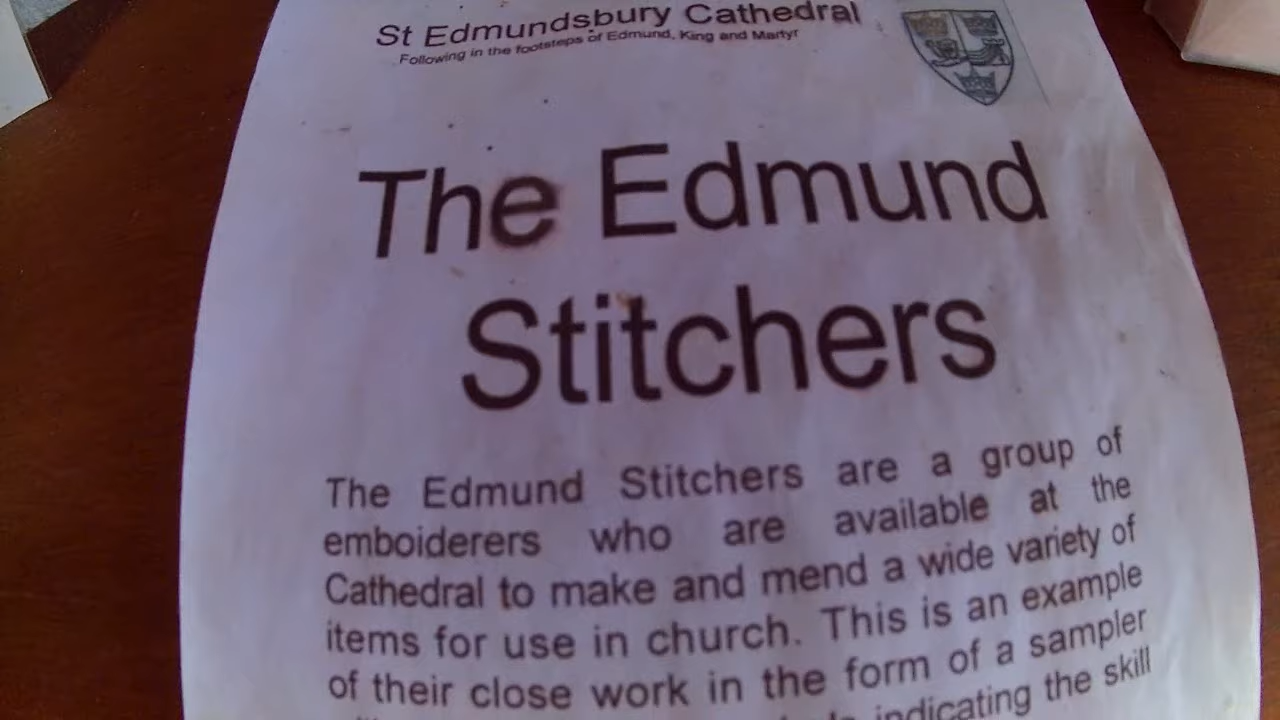 St Edmundsbury Cathedral
Following in the footsteps of Edmund, King and Martyr
The Edmund
Stitchers
The Edmund Stitchers are a group of
emboiderers who are available at the
Cathedral to make and mend a wide variety of
items for use in church. This is an example
of their close work in the form of a sampler
indicating the skill